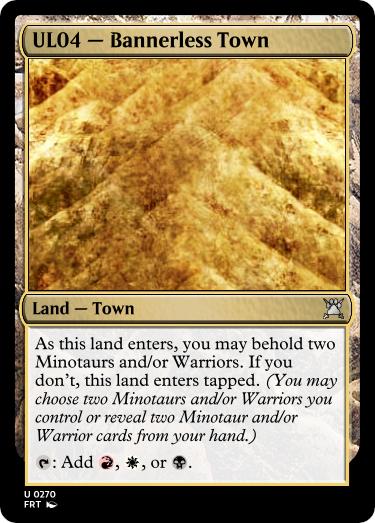 UL04 — Bannerless Town
Land — Town
As this land enters, you may behold two
Minotaurs and/or Warriors. If you
don't, this land enters tapped. (You may
choose two Minotaurs and/or Warriors you
control or reveal two Minotaur and/or
Warrior cards from your hand.)
: Add , , or .
U 0270
FRT